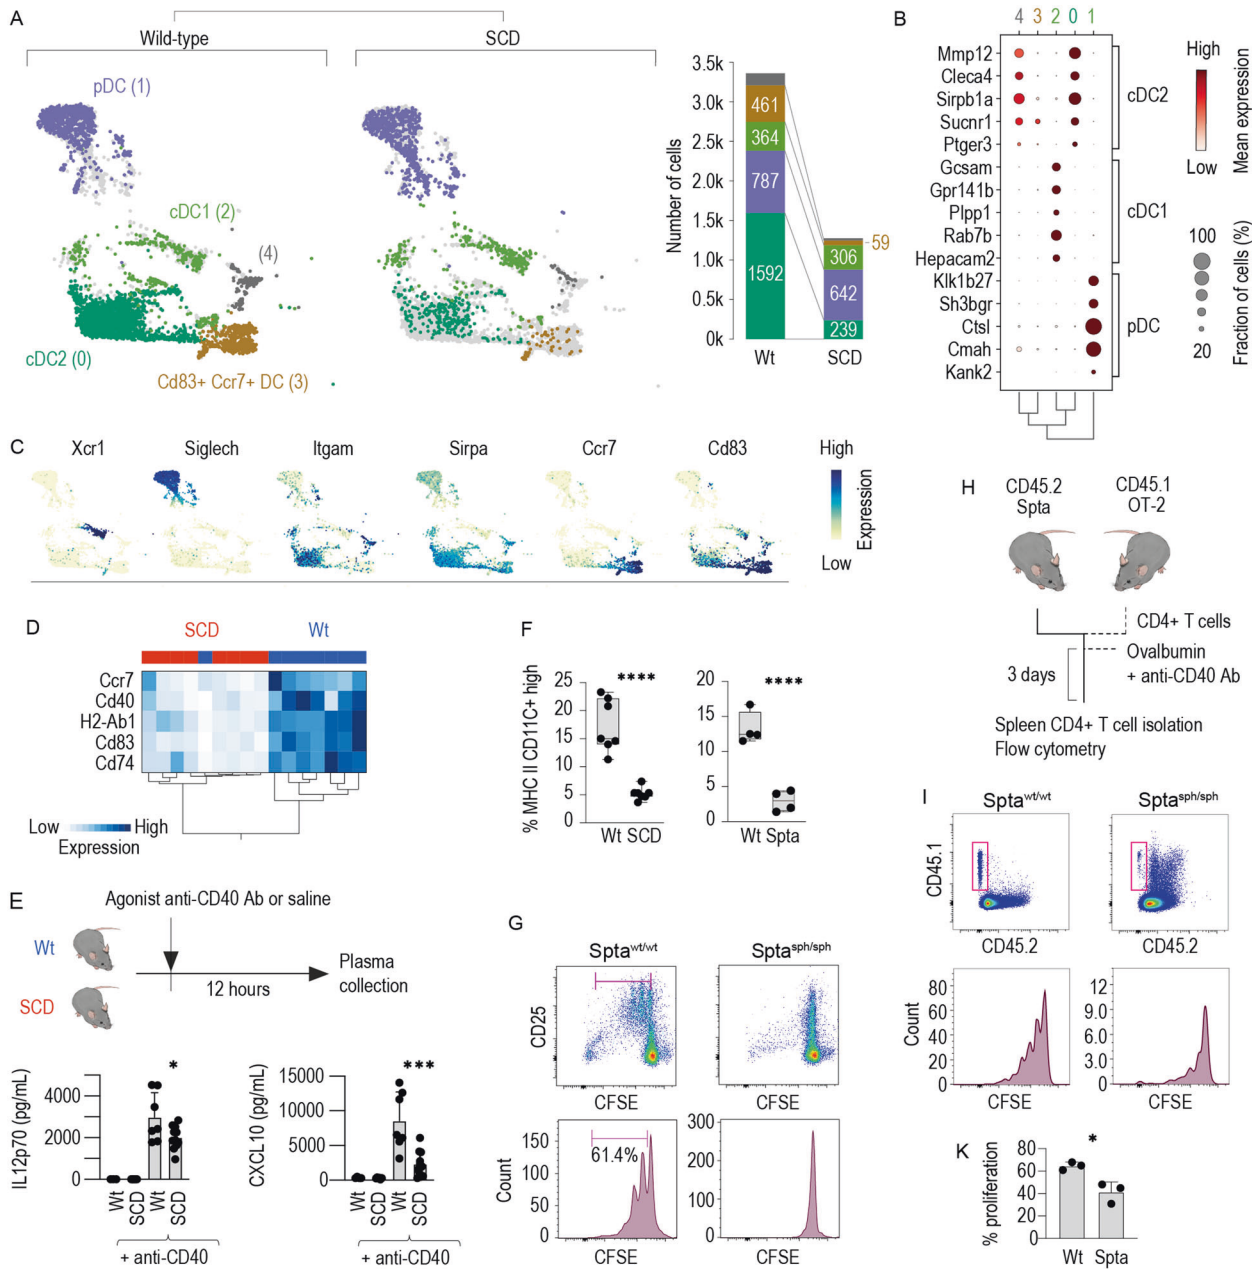 A
Wild-type
SCD
pDC (1)
cDC1 (2)
(4)
cDC2 (0)
Cd83+ Ccr7+ DC (3)
Number of cells
3.5k
3.0k
2.5k
2.0k
1.5k
1.0k
0.5k
0k
461
364
787
1592
59
306
642
239
Wt
SCD
B
4 3 2 0 1
Mmp12
Cleca4
Sirpb1a
Sucnr1
Ptger3
Gcsam
Gpr141b
Plpp1
Rab7b
Hepacam2
Klk1b27
Sh3bgr
Ctsl
Cmah
Kank2
cDC2
cDC1
pDC
High
Low
Mean expression
100
20
Fraction of cells (%)
C
Xcr1 Siglech Itgam Sirpa Ccr7 Cd83
High
Low
Expression
D
SCD Wt
Ccr7
Cd40
H2-Ab1
Cd83
Cd74
Low High
Expression
E
Agonist anti-CD40 Ab or saline
Wt
SCD
12 hours
Plasma
collection
IL12p70 (pg/mL)
4000
2000
0
*
Wt SCD Wt SCD
+ anti-CD40
CXCL10 (pg/mL)
15000
10000
5000
0
***
Wt SCD Wt SCD
+ anti-CD40
F
% MHC II CD11C+ high
25
20
15
10
5
0
****
Wt SCD
20
15
10
5
0
****
Wt Spta
G
Spta wt/wt
Spta sph/sph
CD25
CFSE
CFSE
Count
150
100
50
0
61.4%
CFSE
300
200
100
0
CFSE
H
CD45.2
Spta
CD45.1
OT-2
CD4+ T cells
Ovalbumin
+ anti-CD40 Ab
3 days
Spleen CD4+ T cell isolation
Flow cytometry
I
Spta wt/wt
Spta sph/sph
CD45.1
CD45.2
CD45.2
Count
80
60
40
20
0
CFSE
12
9.0
6.0
3.0
0
CFSE
K
% proliferation
80
60
40
20
0
*
Wt Spta